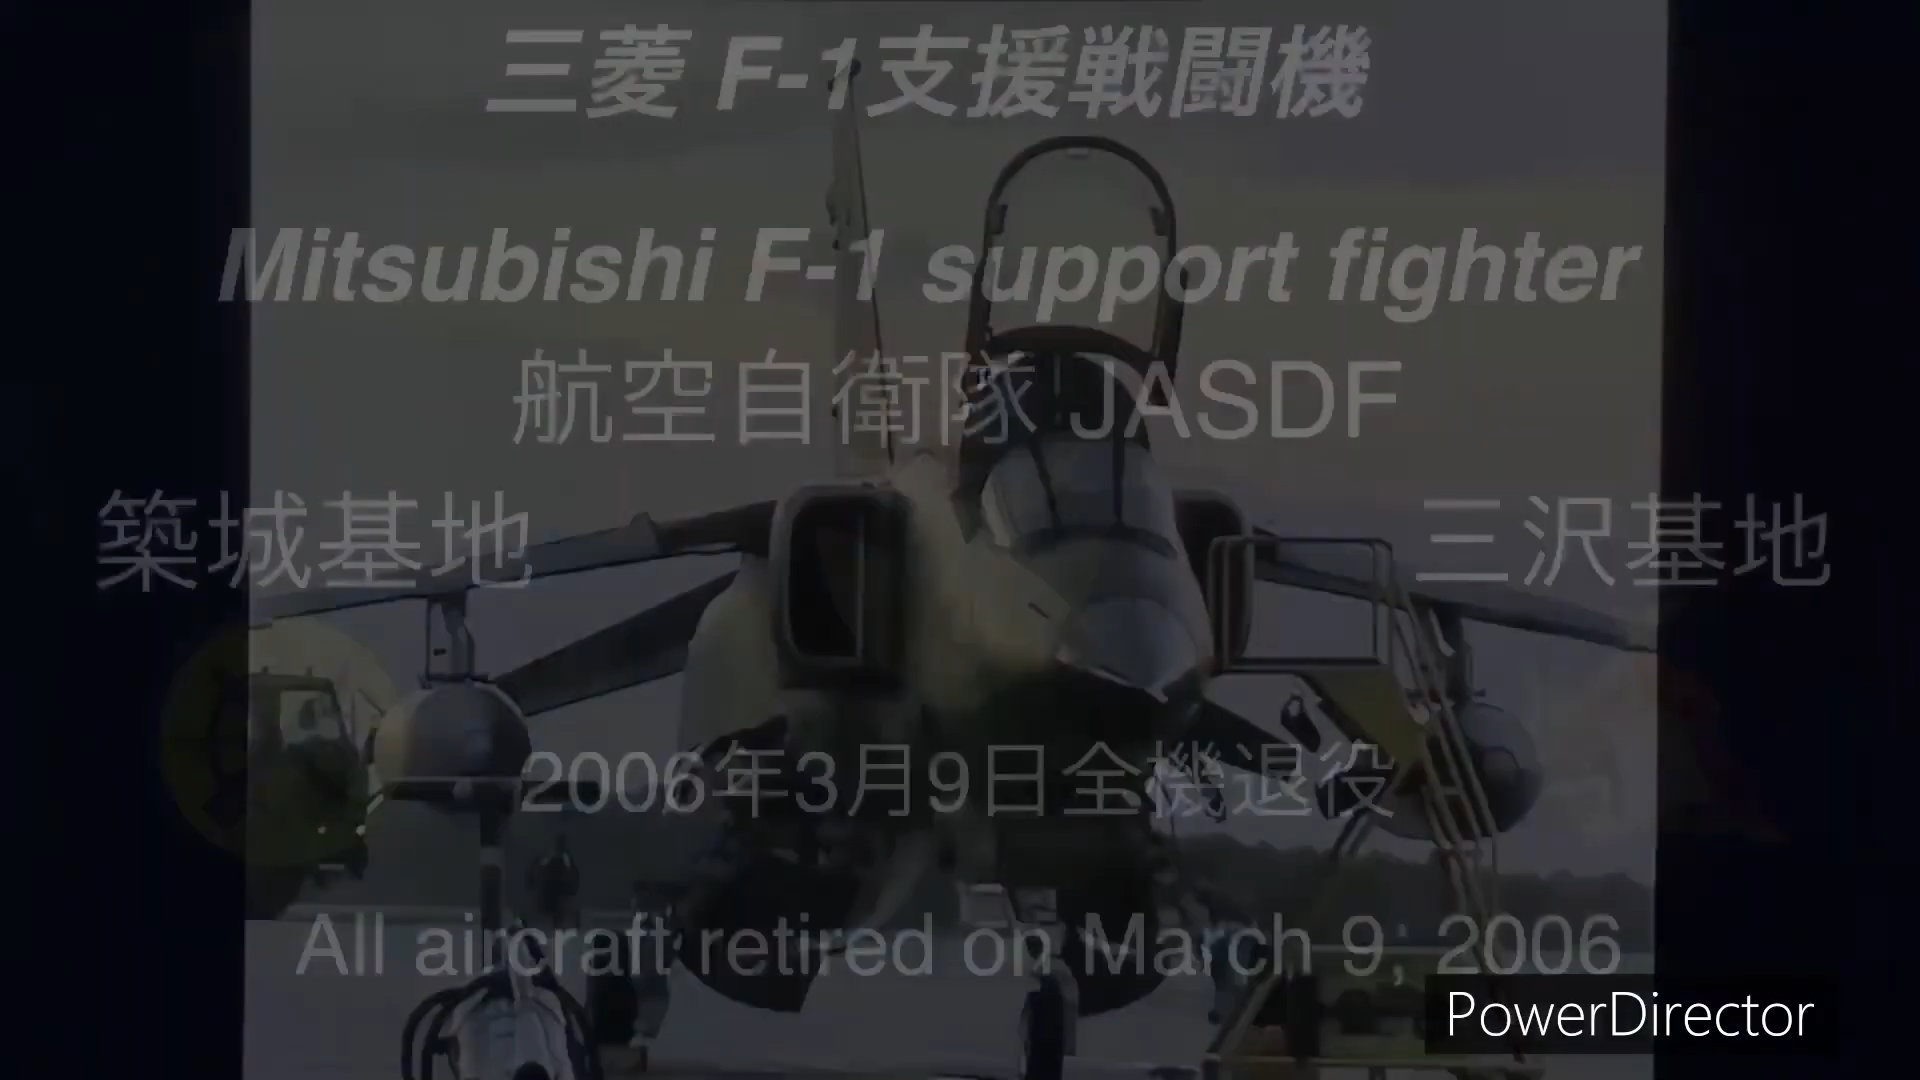 三菱 F-1支援戦闘機
Mitsubishi F-1 support fighter
航空自衛隊 JASDF
築城基地
三沢基地
2006年3月9日全機退役
All aircraft retired on March 9, 2006
PowerDirector